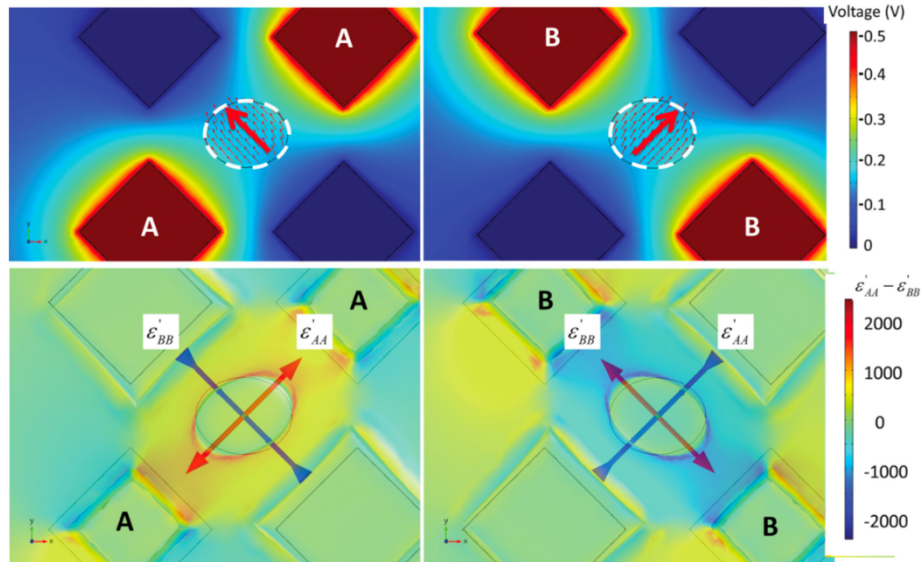 Voltage (V)
A
B
-0.5
-0.4
-0.3
-0.2
-0.1
0
A
B
y
x
ε'AA − ε'BB
A
B
ε'BB
ε'AA
ε'BB
ε'AA
2000
1000
0
-1000
-2000
A
B
y
x
y
x